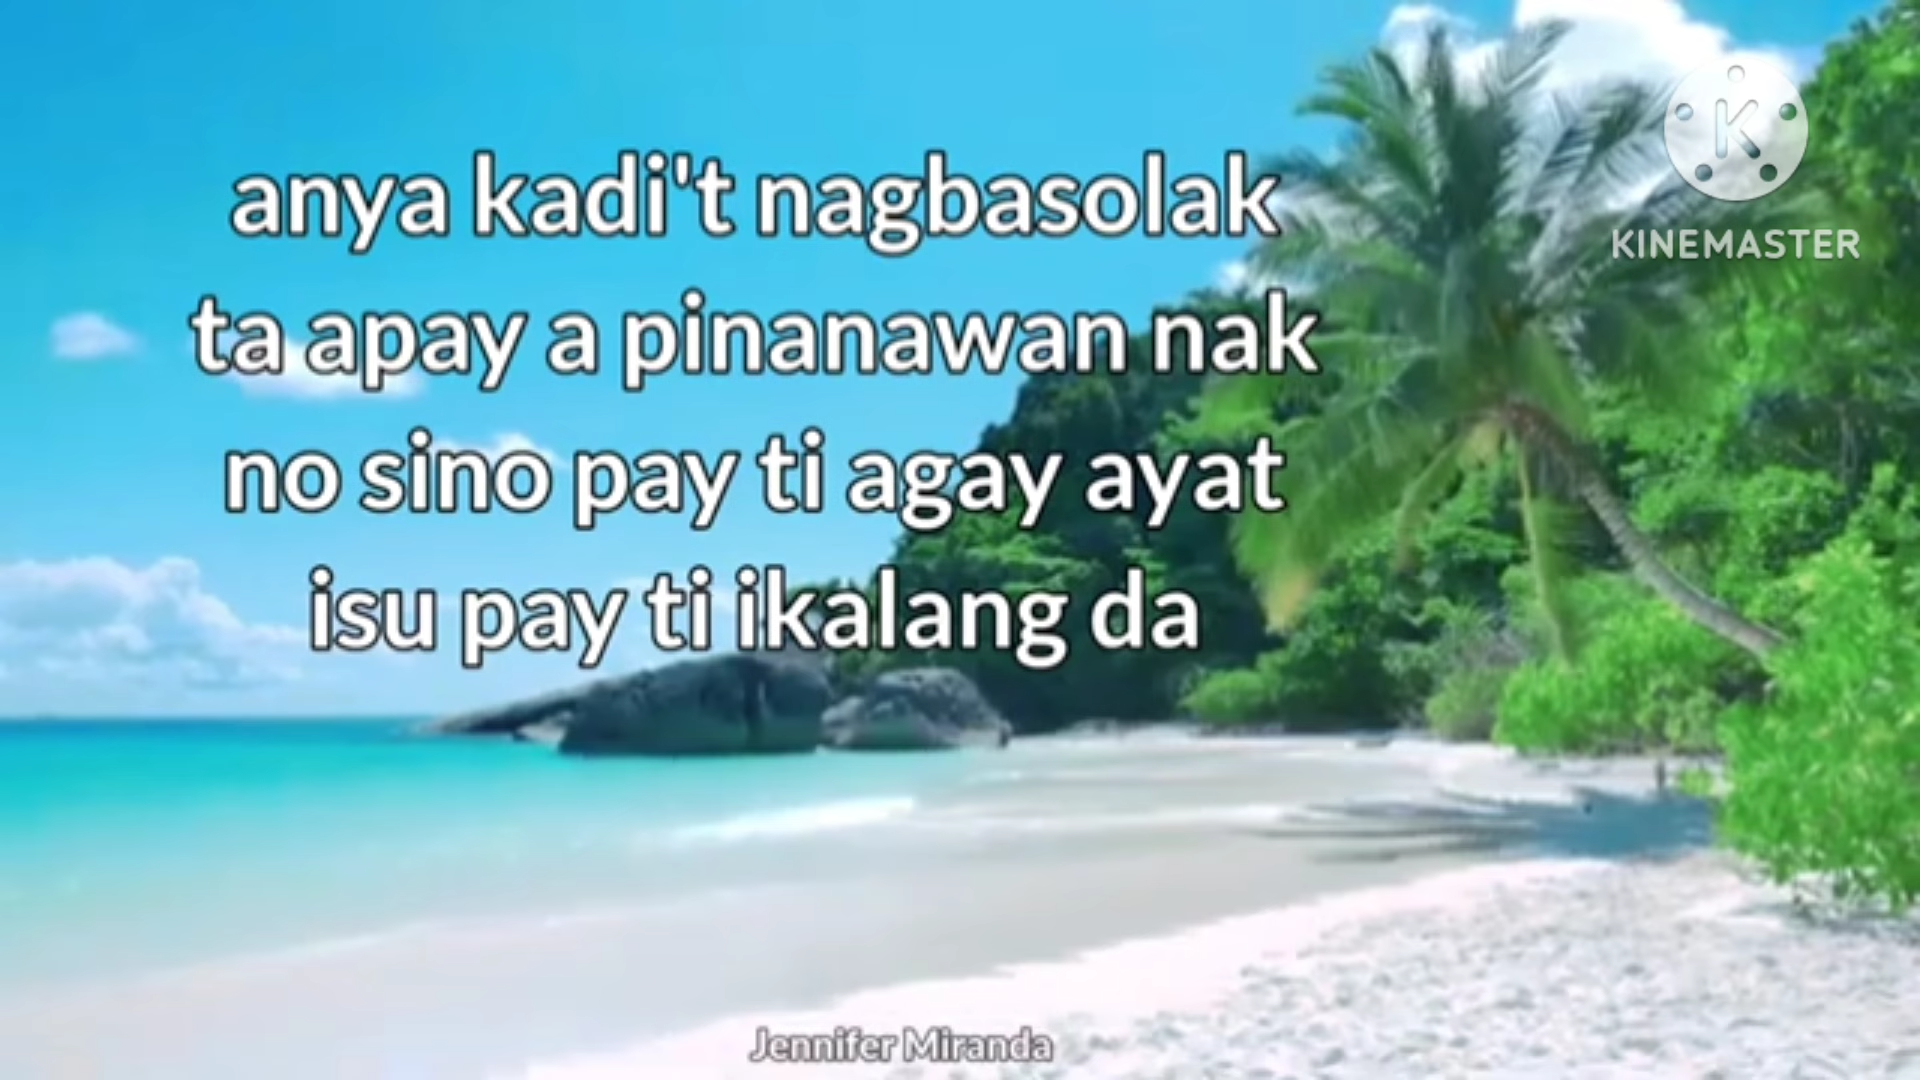 anya kadi't nagbasolak
ta apay a pinanawan nak
no sino pay ti agay ayat
isu pay ti ikalang da
K
KINEMASTER
Jennifer Miranda